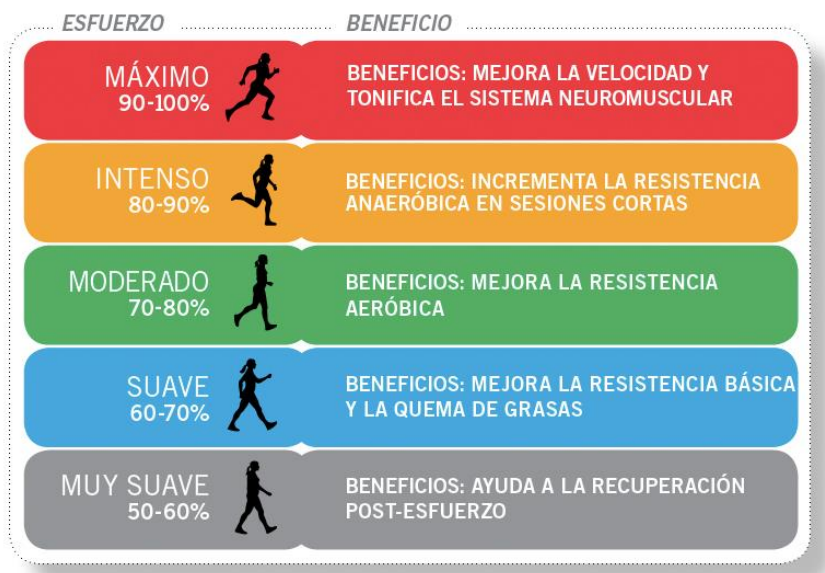 ESFUERZO
BENEFICIO
MÁXIMO
90-100%
BENEFICIOS: MEJORA LA VELOCIDAD Y
TONIFICA EL SISTEMA NEUROMUSCULAR
INTENSO
80-90%
BENEFICIOS: INCREMENTA LA RESISTENCIA
ANAERÓBICA EN SESIONES CORTAS
MODERADO
70-80%
BENEFICIOS: MEJORA LA RESISTENCIA
AERÓBICA
SUAVE
60-70%
BENEFICIOS: MEJORA LA RESISTENCIA BÁSICA
Y LA QUEMA DE GRASAS
MUY SUAVE
50-60%
BENEFICIOS: AYUDA A LA RECUPERACIÓN
POST-ESFUERZO